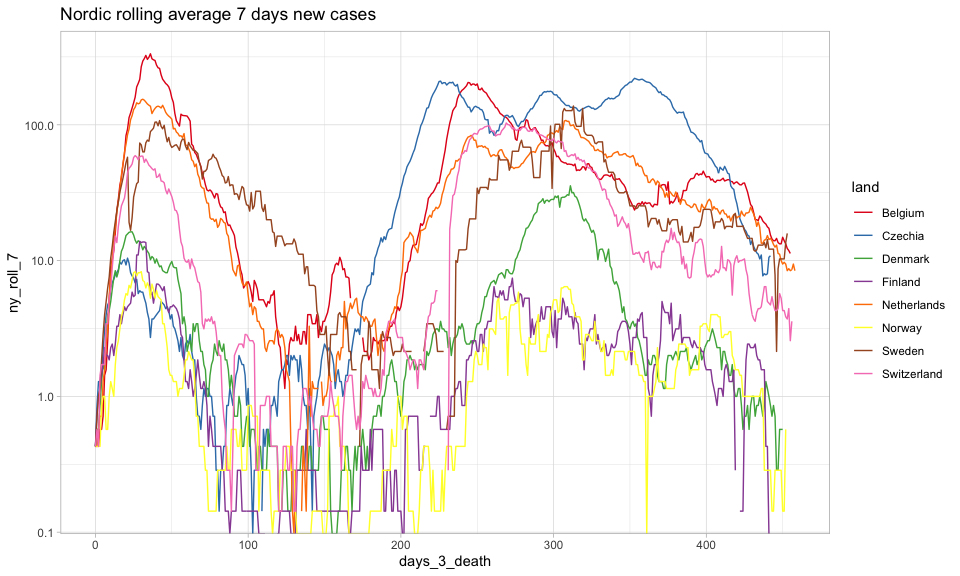 Nordic rolling average 7 days new cases
ny_roll_7
100.0
10.0
1.0
0.1
0
100
200
300
400
days_3_death
land
Belgium
Czechia
Denmark
Finland
Netherlands
Norway
Sweden
Switzerland